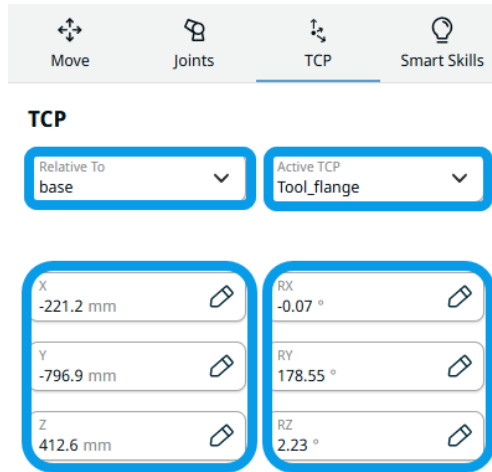 Move Joints TCP Smart Skills
TCP
Relative To
base
Active TCP
Tool_flange
X
-221.2 mm
RX
-0.07 °
Y
-796.9 mm
RY
178.55 °
Z
412.6 mm
RZ
2.23 °